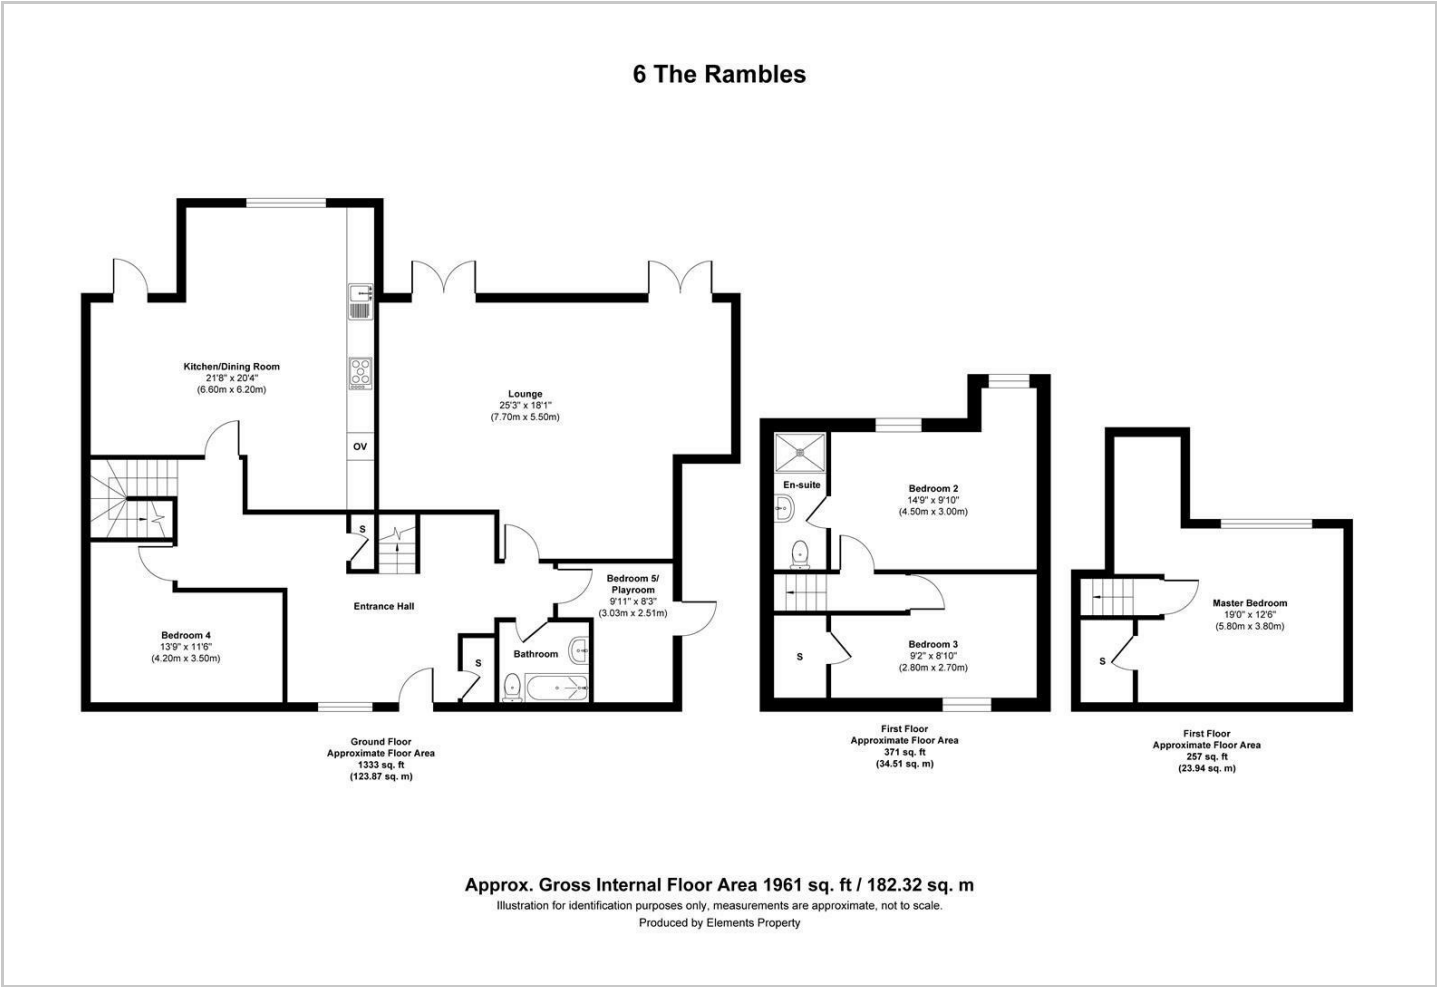 6 The Rambles
Kitchen/Dining Room
21'8" x 20'4"
(6.60m x 6.20m)
OV
Lounge
25'3" x 18'1"
(7.70m x 5.50m)
S
Entrance Hall
Bedroom 4
13'9" x 11'6"
(4.20m x 3.50m)
Bedroom 5/
Playroom
9'11" x 8'3"
(3.03m x 2.51m)
Bathroom
S
Ground Floor
Approximate Floor Area
1333 sq. ft
(123.87 sq. m)
En-suite
Bedroom 2
14'9" x 9'10"
(4.50m x 3.00m)
S
Bedroom 3
9'2" x 8'10"
(2.80m x 2.70m)
First Floor
Approximate Floor Area
371 sq. ft
(34.51 sq. m)
Master Bedroom
19'0" x 12'6"
(5.80m x 3.80m)
S
First Floor
Approximate Floor Area
257 sq. ft
(23.94 sq. m)
Approx. Gross Internal Floor Area 1961 sq. ft / 182.32 sq. m
Illustration for identification purposes only, measurements are approximate, not to scale.
Produced by Elements Property